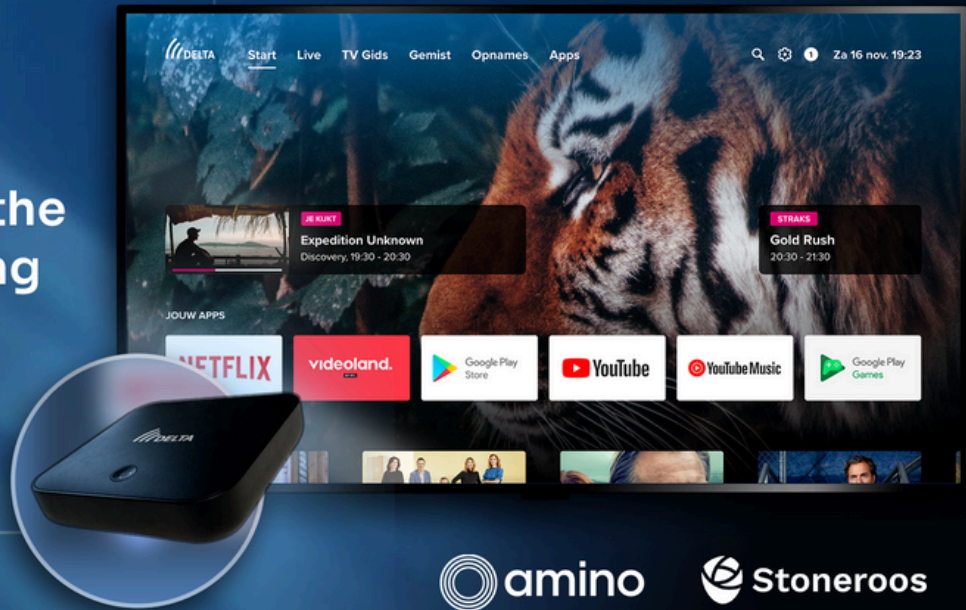 the
ng
DELTA
Start Live TV Gids Gemist Opnames Apps
1 Za 16 nov. 19:23
JE KIJKT
Expedition Unknown
Discovery, 19:30 - 20:30
STRAKS
Gold Rush
20:30 - 21:30
JOUW APPS
NETFLIX
videoland.
Google Play
Store
YouTube
YouTube Music
Google Play
Games
DELTA
amino
Stoneroos